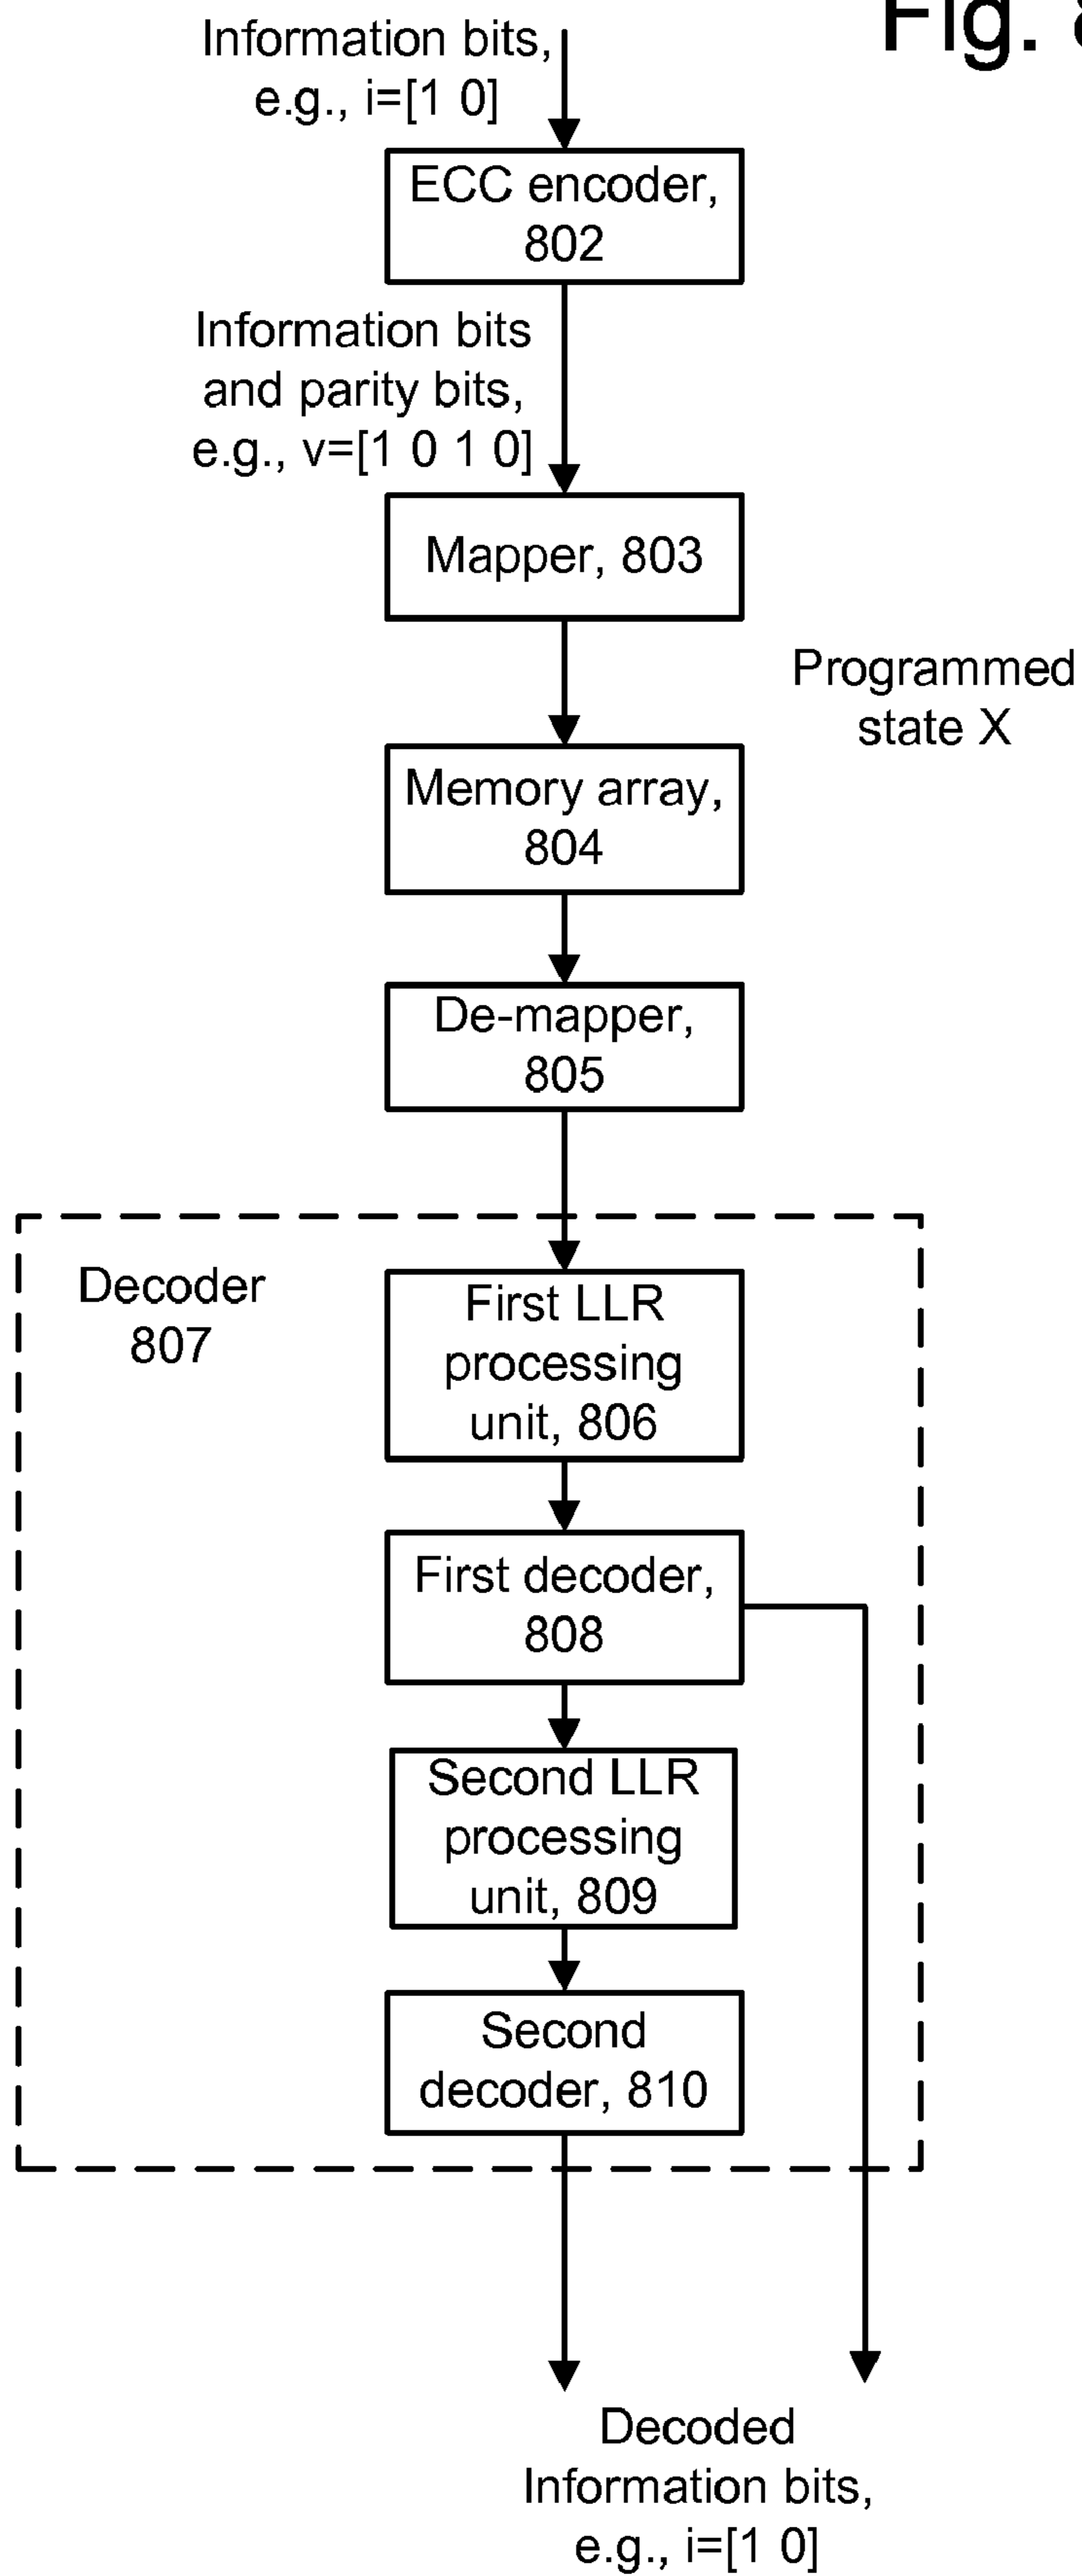 Fig. 8
Information bits,
e.g., i=[1 0]
ECC encoder,
802
Information bits
and parity bits,
e.g., v=[1 0 1 0]
Mapper, 803
Programmed
state X
Memory array,
804
De-mapper,
805
Decoder
807
First LLR
processing
unit, 806
First decoder,
808
Second LLR
processing
unit, 809
Second
decoder, 810
Decoded
Information bits,
e.g., i=[1 0]